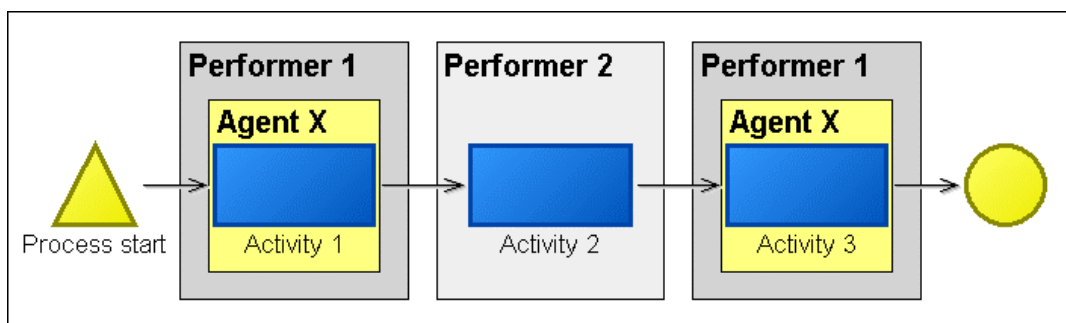 Performer 1
Performer 2
Performer 1
Agent X
Agent X
Process start
Activity 1
Activity 2
Activity 3